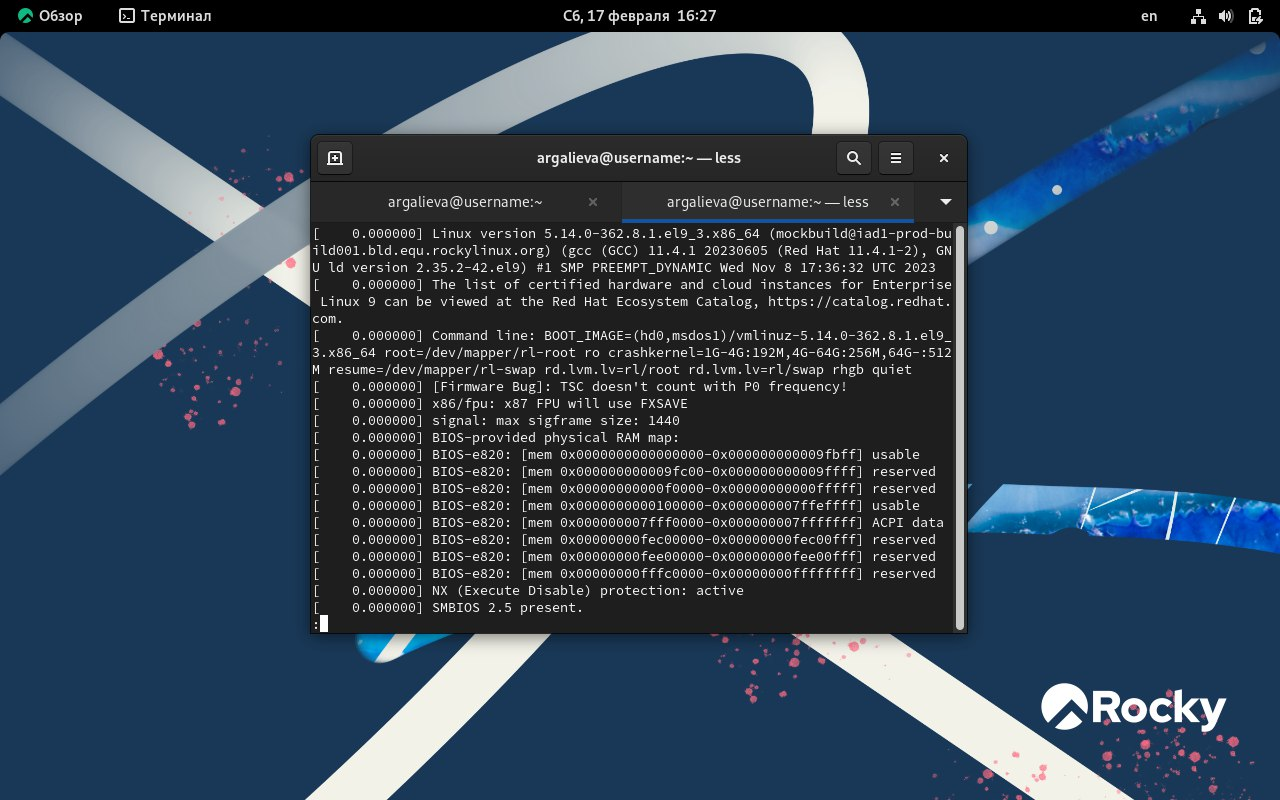 Обзор Терминал Сб, 17 февраля 16:27 en
argalieva@username:~ — less
argalieva@username:~ argalieva@username:~ — less
[    0.000000] Linux version 5.14.0-362.8.1.el9_3.x86_64 (mockbuild@iad1-prod-bu
ild001.bld.equ.rockylinux.org) (gcc (GCC) 11.4.1 20230605 (Red Hat 11.4.1-2), GN
U ld version 2.35.2-42.el9) #1 SMP PREEMPT_DYNAMIC Wed Nov 8 17:36:32 UTC 2023
[    0.000000] The list of certified hardware and cloud instances for Enterprise
 Linux 9 can be viewed at the Red Hat Ecosystem Catalog, https://catalog.redhat.
com.
[    0.000000] Command line: BOOT_IMAGE=(hd0,msdos1)/vmlinuz-5.14.0-362.8.1.el9_
3.x86_64 root=/dev/mapper/rl-root ro crashkernel=1G-4G:192M,4G-64G:256M,64G-:512
M resume=/dev/mapper/rl-swap rd.lvm.lv=rl/root rd.lvm.lv=rl/swap rhgb quiet
[    0.000000] [Firmware Bug]: TSC doesn't count with P0 frequency!
[    0.000000] x86/fpu: x87 FPU will use FXSAVE
[    0.000000] signal: max sigframe size: 1440
[    0.000000] BIOS-provided physical RAM map:
[    0.000000] BIOS-e820: [mem 0x0000000000000000-0x000000000009fbff] usable
[    0.000000] BIOS-e820: [mem 0x000000000009fc00-0x000000000009ffff] reserved
[    0.000000] BIOS-e820: [mem 0x00000000000f0000-0x00000000000fffff] reserved
[    0.000000] BIOS-e820: [mem 0x0000000000100000-0x000000007ffeffff] usable
[    0.000000] BIOS-e820: [mem 0x000000007fff0000-0x000000007fffffff] ACPI data
[    0.000000] BIOS-e820: [mem 0x00000000fec00000-0x00000000fec00fff] reserved
[    0.000000] BIOS-e820: [mem 0x00000000fee00000-0x00000000fee00fff] reserved
[    0.000000] BIOS-e820: [mem 0x00000000fffc0000-0x00000000ffffffff] reserved
[    0.000000] NX (Execute Disable) protection: active
[    0.000000] SMBIOS 2.5 present.
:
Rocky